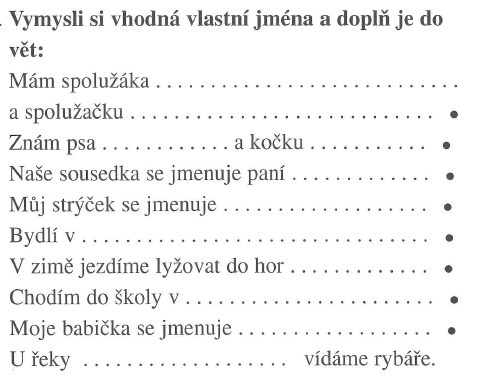 . Vymysli si vhodná vlastní jména a doplň je do
vět:
Mám spolužáka . . . . . . . . . . . . . . . . . . . . . . . . . . . .
a spolužačku . . . . . . . . . . . . . . . . . . . . . . . . . . . . .
Znám psa . . . . . . . . . . . . a kočku . . . . . . . . . . . .
Naše sousedka se jmenuje paní . . . . . . . . . . . . . .
Můj strýček se jmenuje . . . . . . . . . . . . . . . . . . . .
Bydlí v . . . . . . . . . . . . . . . . . . . . . . . . . . . . . . . . .
V zimě jezdíme lyžovat do hor . . . . . . . . . . . . . .
Chodím do školy v . . . . . . . . . . . . . . . . . . . . . . . .
Moje babička se jmenuje . . . . . . . . . . . . . . . . . . .
U řeky . . . . . . . . . . . . . . . . . . . vídáme rybáře.